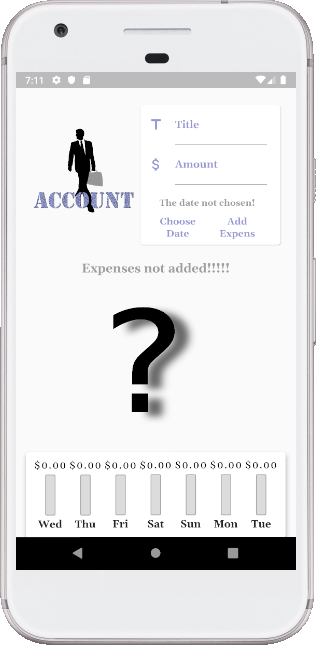 7:11
ACCOUNT
T Title
$ Amount
The date not chosen!
Choose Date
Add Expens
Expenses not added!!!!!
?
$0.00 $0.00 $0.00 $0.00 $0.00 $0.00 $0.00
Wed Thu Fri Sat Sun Mon Tue